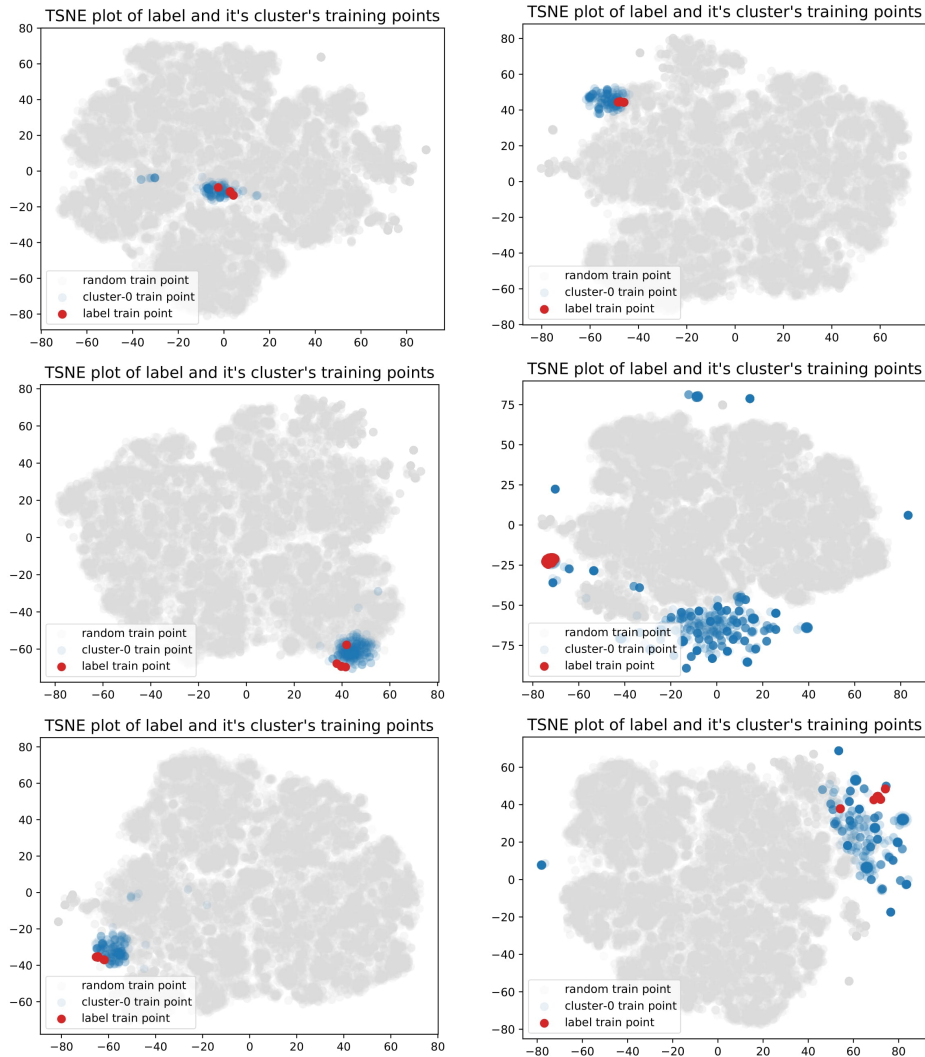 TSNE plot of label and it's cluster's training points
80
60
40
20
0
−20
−40
−60
−80
random train point
cluster-0 train point
label train point
−80 −60 −40 −20 0 20 40 60 80
TSNE plot of label and it's cluster's training points
80
60
40
20
0
−20
−40
−60
−80
random train point
cluster-0 train point
label train point
−80 −60 −40 −20 0 20 40 60
TSNE plot of label and it's cluster's training points
80
60
40
20
0
−20
−40
−60
random train point
cluster-0 train point
label train point
−80 −60 −40 −20 0 20 40 60 80
TSNE plot of label and it's cluster's training points
75
50
25
0
−25
−50
−75
random train point
cluster-0 train point
label train point
−80 −60 −40 −20 0 20 40 60 80
TSNE plot of label and it's cluster's training points
80
60
40
20
0
−20
−40
−60
random train point
cluster-0 train point
label train point
−80 −60 −40 −20 0 20 40 60 80
TSNE plot of label and it's cluster's training points
60
40
20
0
−20
−40
−60
−80
random train point
cluster-0 train point
label train point
−80 −60 −40 −20 0 20 40 60 80